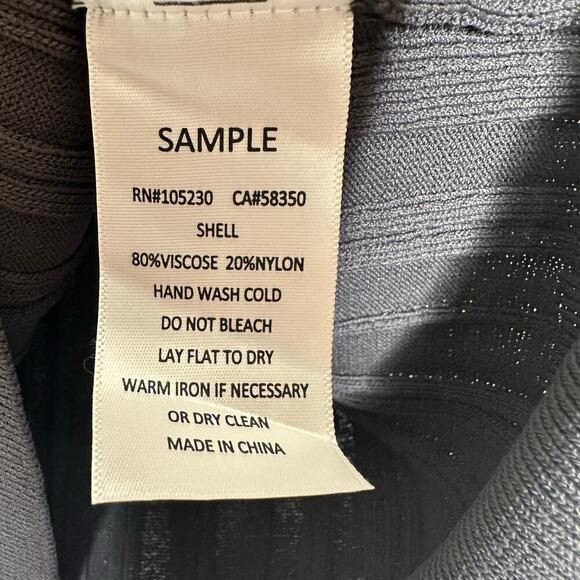 SAMPLE
RN#105230 CA#58350
SHELL
80%VISCOSE 20%NYLON
HAND WASH COLD
DO NOT BLEACH
LAY FLAT TO DRY
WARM IRON IF NECESSARY
OR DRY CLEAN
MADE IN CHINA